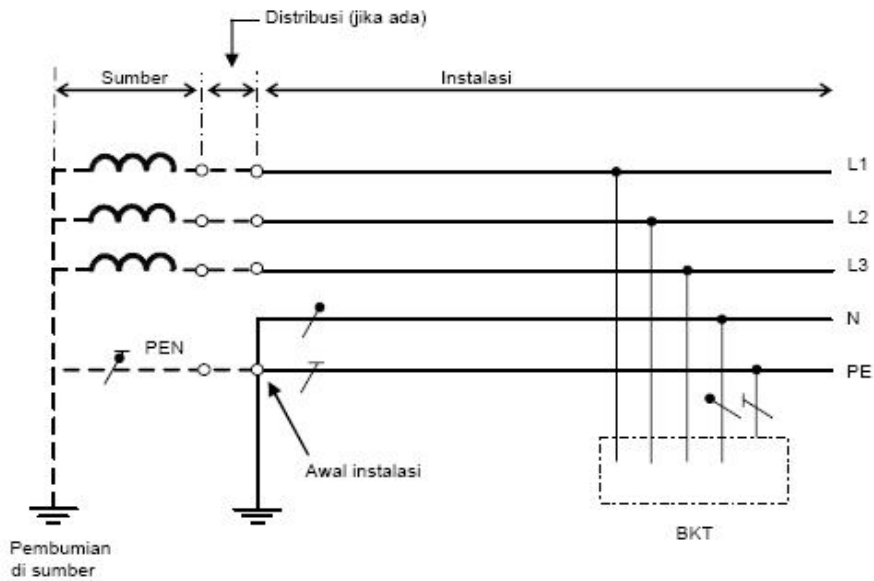 Distribusi (jika ada)
Sumber
Instalasi
L1
L2
L3
N
PEN
PE
Awal instalasi
BKT
Pembumian
di sumber